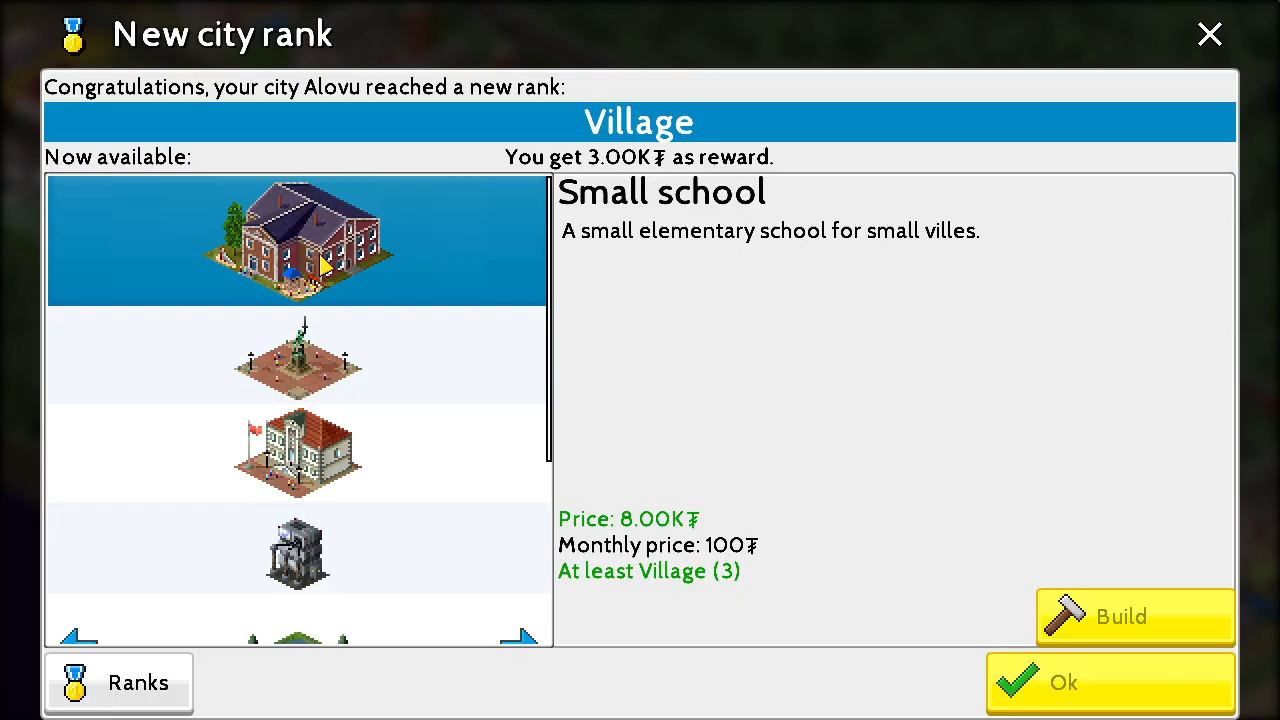 New city rank
Congratulations, your city Alovu reached a new rank:
Village
Now available:
You get 3.00K₮ as reward.
Small school
A small elementary school for small villes.
Price: 8.00K₮
Monthly price: 100₮
At least Village (3)
Build
Ranks
Ok